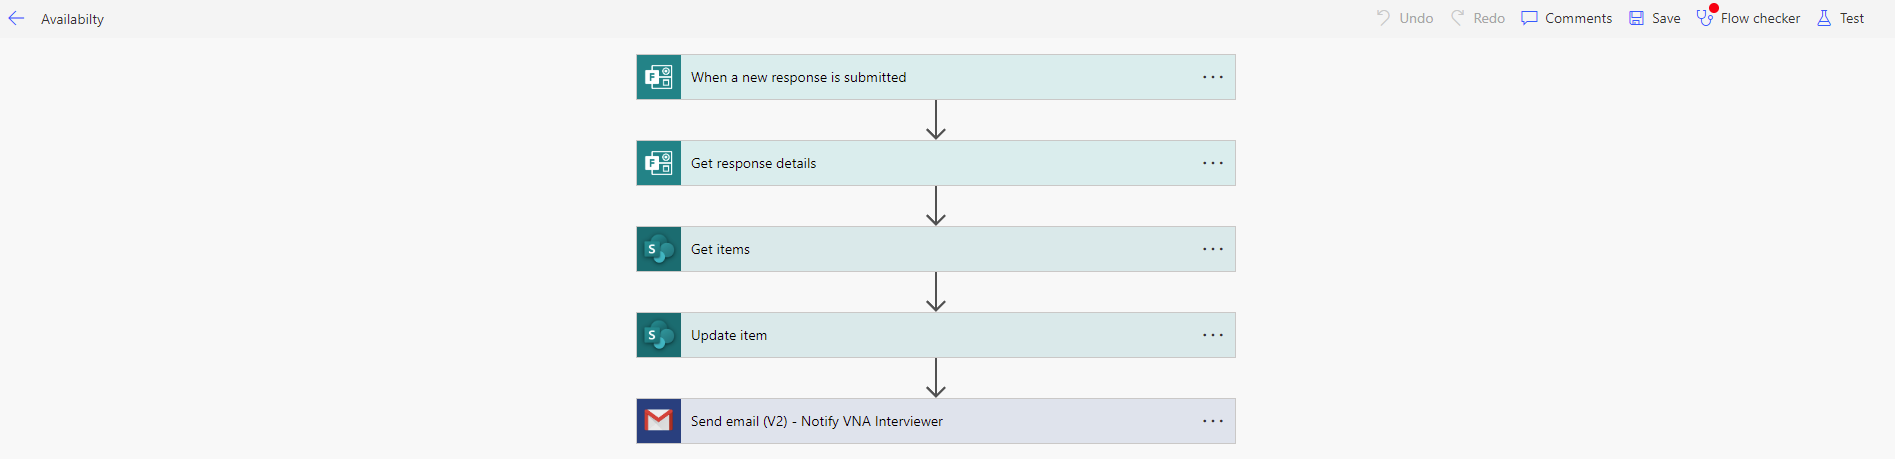 Availabilty
Undo Redo Comments Save Flow checker Test
F When a new response is submitted
F Get response details
S Get items
S Update item
Send email (V2) - Notify VNA Interviewer